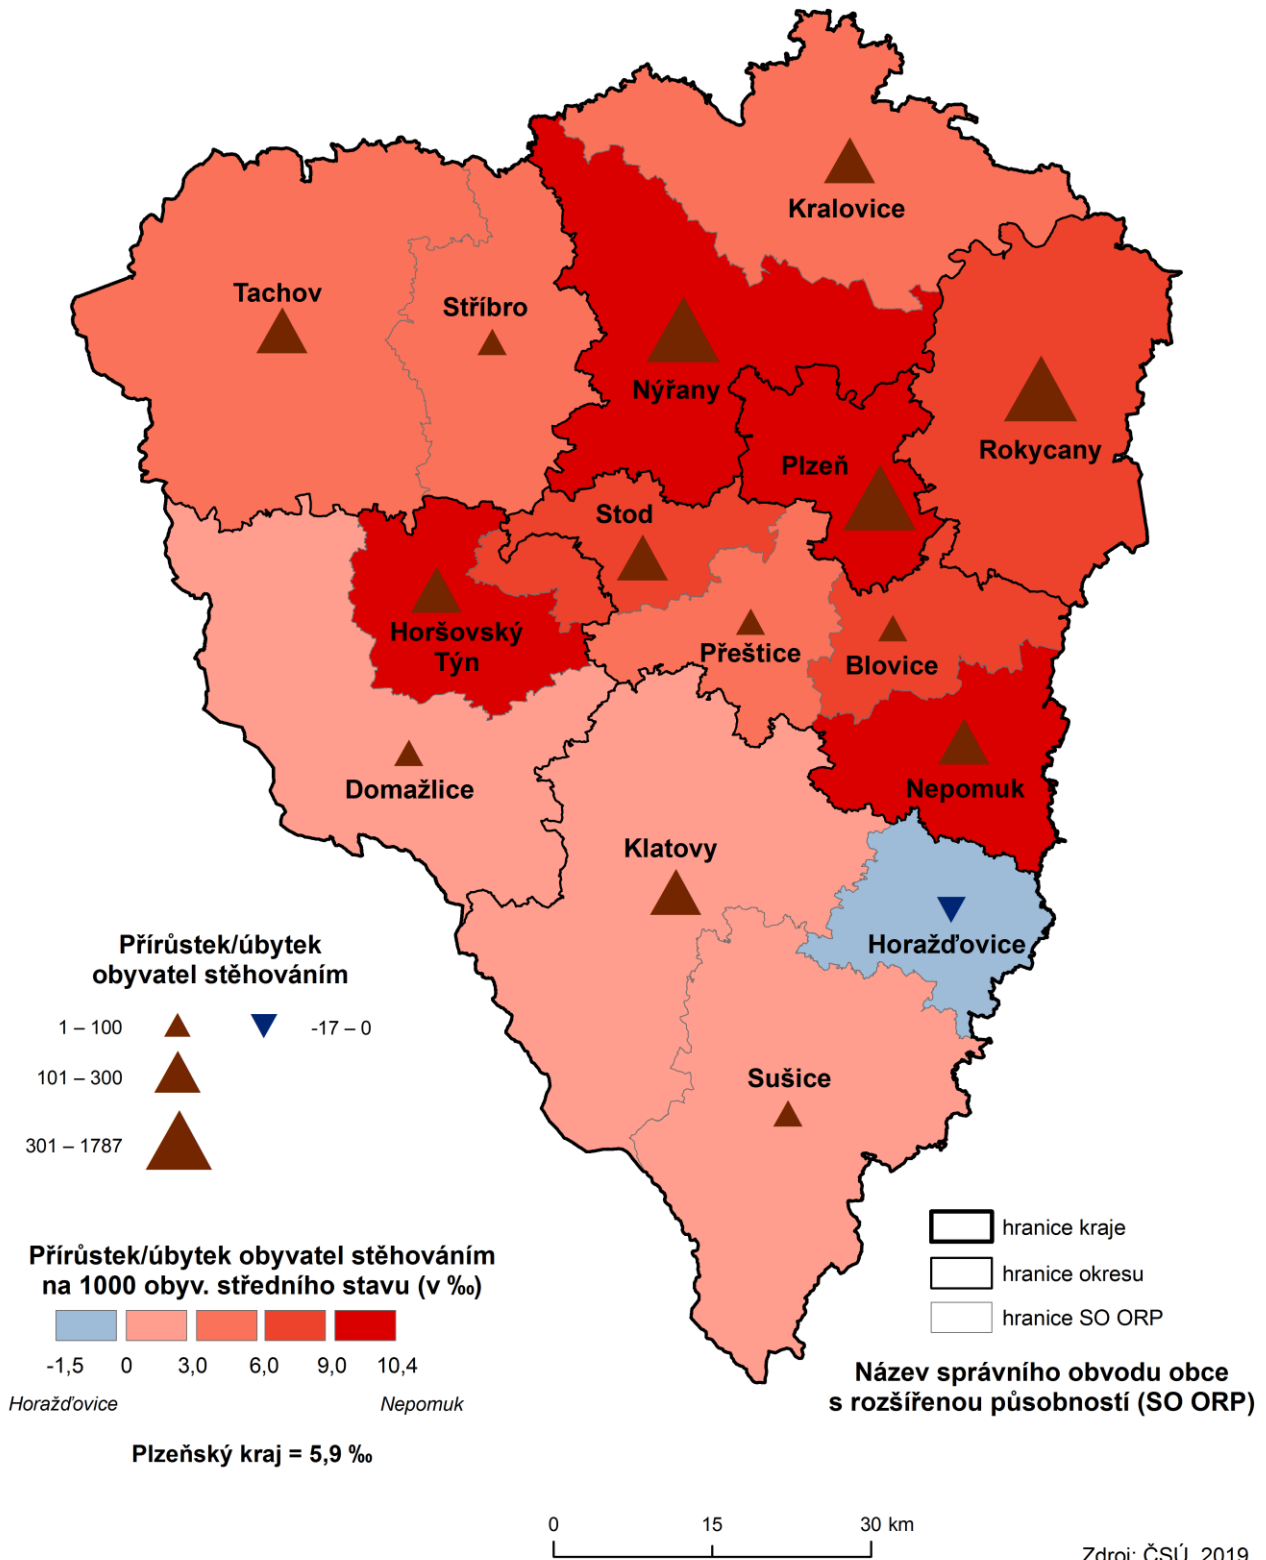 Kralovice
Tachov
Stříbro
Nýřany
Rokycany
Plzeň
Stod
Horšovský
Týn
Přeštice
Blovice
Domažlice
Nepomuk
Klatovy
Horažďovice
Sušice
Přírůstek/úbytek
obyvatel stěhováním
1 – 100
-17 – 0
101 – 300
301 – 1787
Přírůstek/úbytek obyvatel stěhováním
na 1000 obyv. středního stavu (v ‰)
-1,5 0 3,0 6,0 9,0 10,4
Horažďovice Nepomuk
Plzeňský kraj = 5,9 ‰
hranice kraje
hranice okresu
hranice SO ORP
Název správního obvodu obce
s rozšířenou působností (SO ORP)
0 15 30 km
Zdroj: ČSÚ, 2019